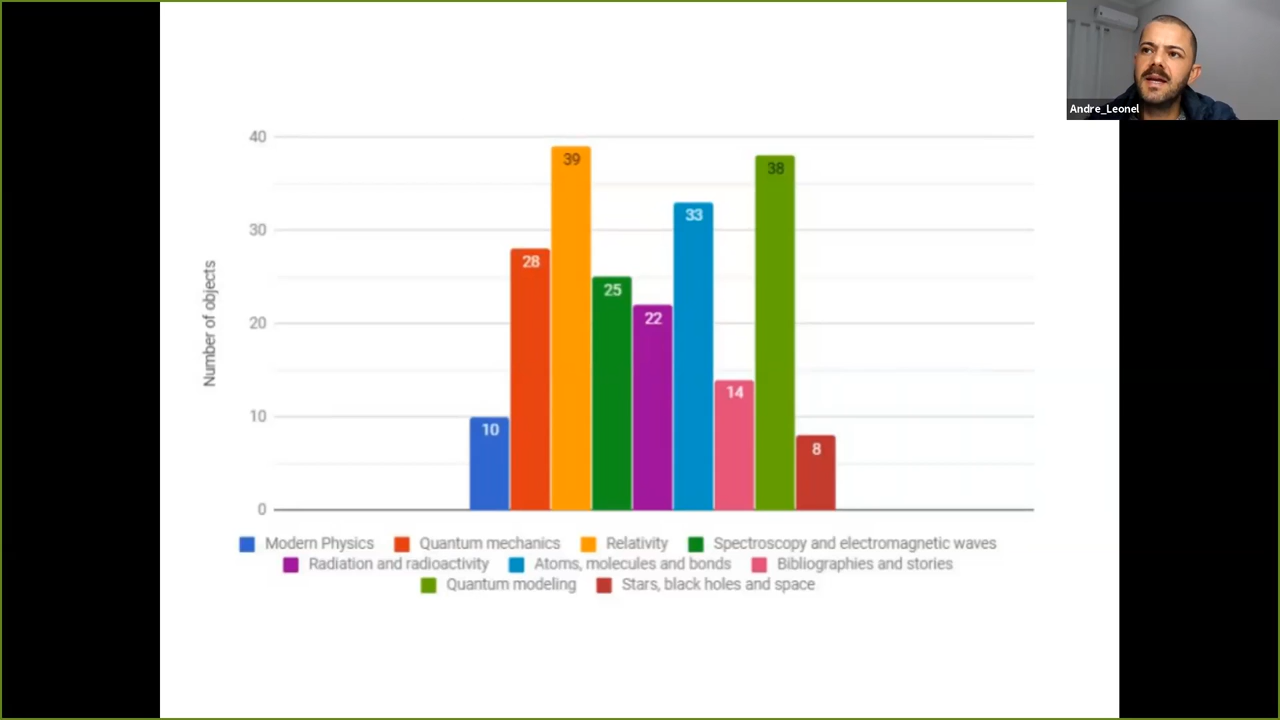 Andre_Leonel
40
39
38
33
30
28
25
22
20
14
10
10
8
0
Number of objects
Modern Physics Quantum mechanics Relativity Spectroscopy and electromagnetic waves
Radiation and radioactivity Atoms, molecules and bonds Bibliographies and stories
Quantum modeling Stars, black holes and space